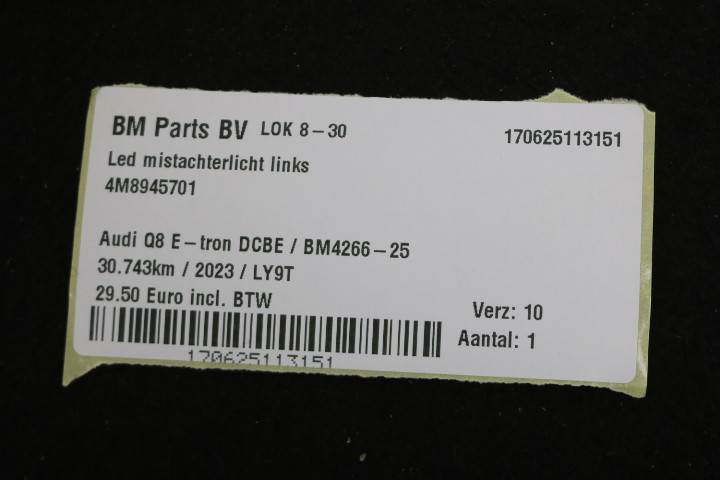 BM Parts BV LOK 8-30 170625113151
Led mistachterlicht links
4M8945701
Audi Q8 E-tron DCBE / BM4266-25
30.743km / 2023 / LY9T
29.50 Euro incl. BTW
Verz: 10
Aantal: 1
170625113151